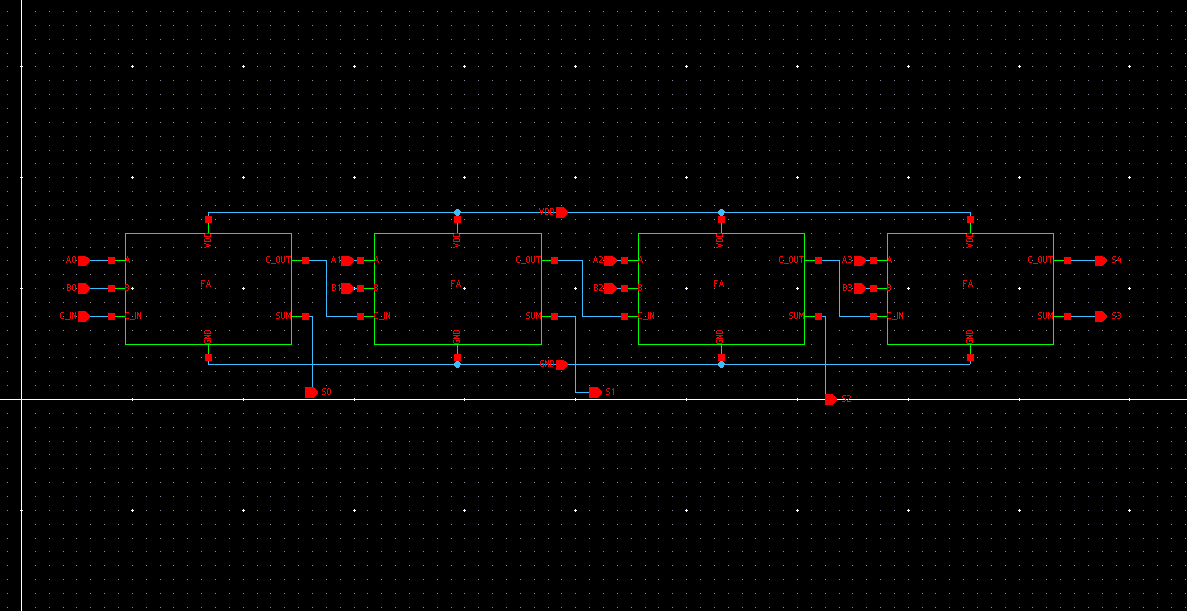 VDD
VDD VDD VDD VDD
A0 A C_OUT A1 A C_OUT A2 A C_OUT A3 A C_OUT S4
FA FA FA FA
B0 B B1 B B2 B B3 B
C_IN C_IN SUM C_IN SUM C_IN SUM C_IN SUM S3
GND GND GND GND
GND
S0 S1
S2